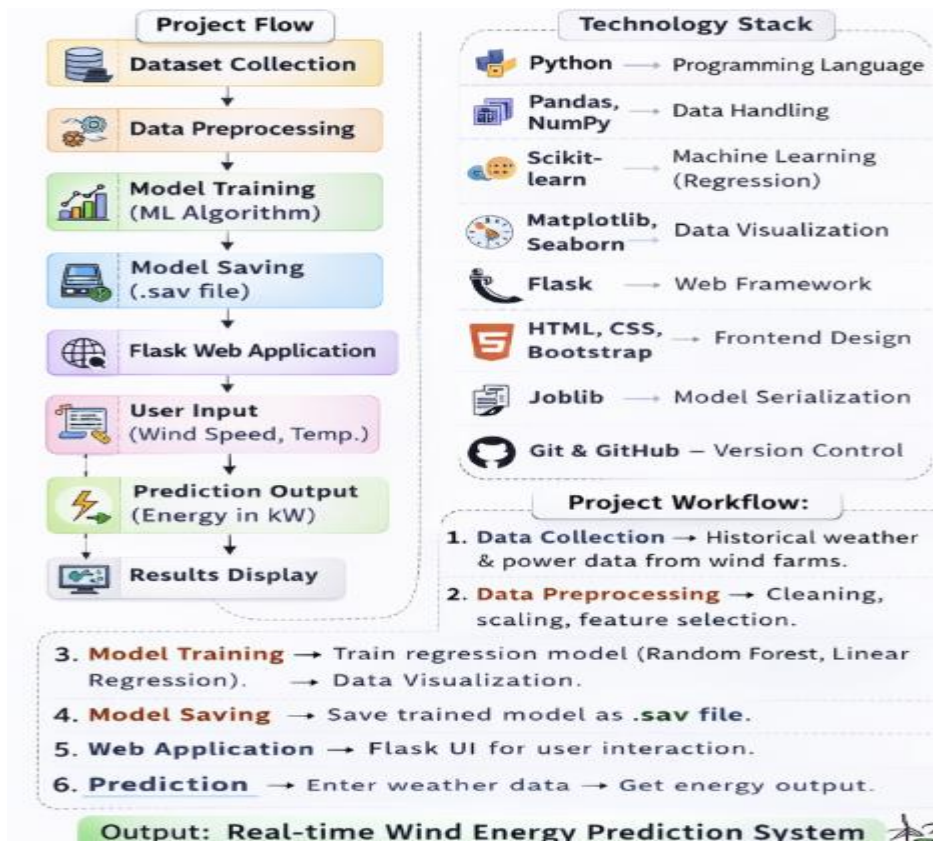 Project Flow
Dataset Collection
Data Preprocessing
Model Training
(ML Algorithm)
Model Saving
(.sav file)
Flask Web Application
User Input
(Wind Speed, Temp.)
Prediction Output
(Energy in kW)
Results Display
Technology Stack
Python → Programming Language
Pandas,
NumPy → Data Handling
Scikit-
learn → Machine Learning
(Regression)
Matplotlib,
Seaborn → Data Visualization
Flask → Web Framework
HTML, CSS,
Bootstrap → Frontend Design
Joblib → Model Serialization
Git & GitHub – Version Control
Project Workflow:
1. Data Collection → Historical weather
& power data from wind farms.
2. Data Preprocessing → Cleaning,
scaling, feature selection.
3. Model Training → Train regression model (Random Forest, Linear
Regression). → Data Visualization.
4. Model Saving → Save trained model as .sav file.
5. Web Application → Flask UI for user interaction.
6. Prediction → Enter weather data → Get energy output.
Output: Real-time Wind Energy Prediction System